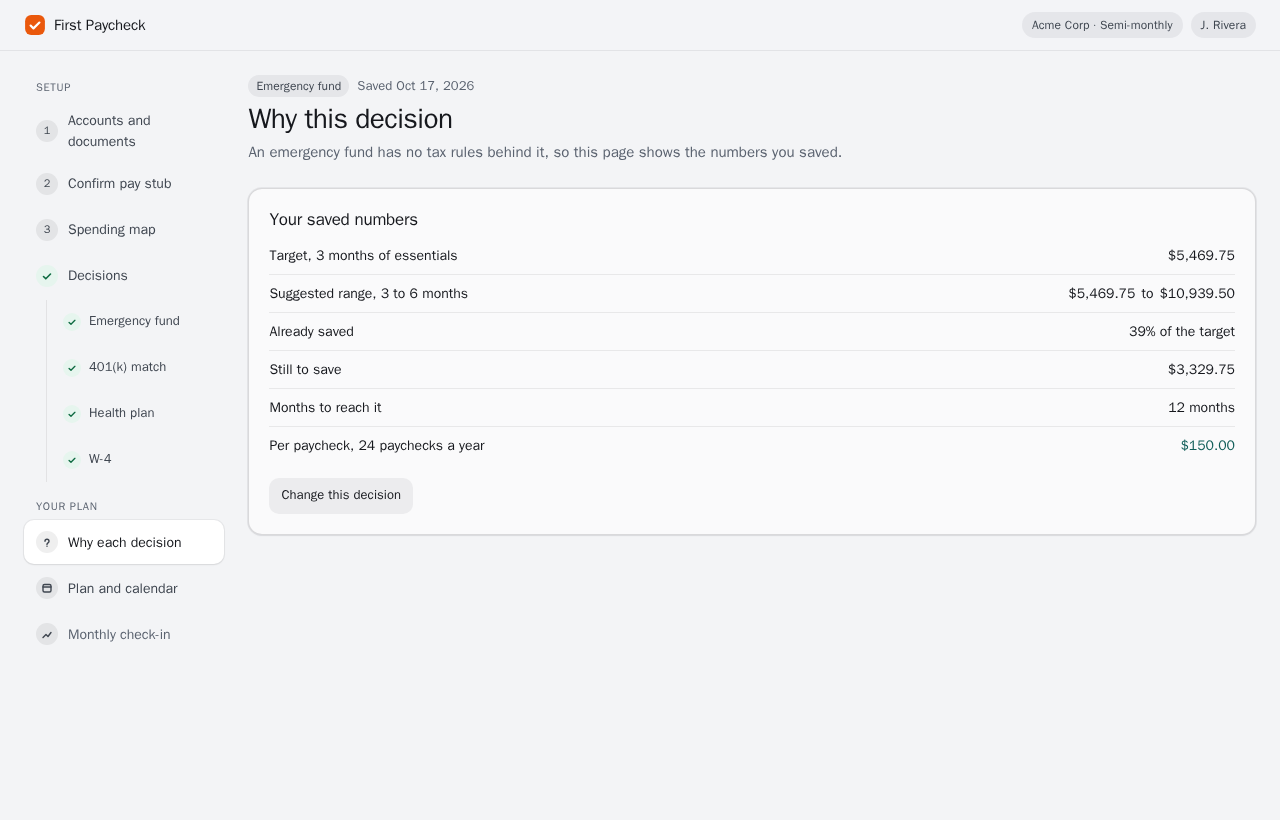 First Paycheck
Acme Corp · Semi-monthly
J. Rivera
SETUP
1
Accounts and
documents
2
Confirm pay stub
3
Spending map
Decisions
Emergency fund
401(k) match
Health plan
W-4
YOUR PLAN
?
Why each decision
Plan and calendar
Monthly check-in
Emergency fund
Saved Oct 17, 2026
Why this decision
An emergency fund has no tax rules behind it, so this page shows the numbers you saved.
Your saved numbers
Target, 3 months of essentials
$5,469.75
Suggested range, 3 to 6 months
$5,469.75 to $10,939.50
Already saved
39% of the target
Still to save
$3,329.75
Months to reach it
12 months
Per paycheck, 24 paychecks a year
$150.00
Change this decision